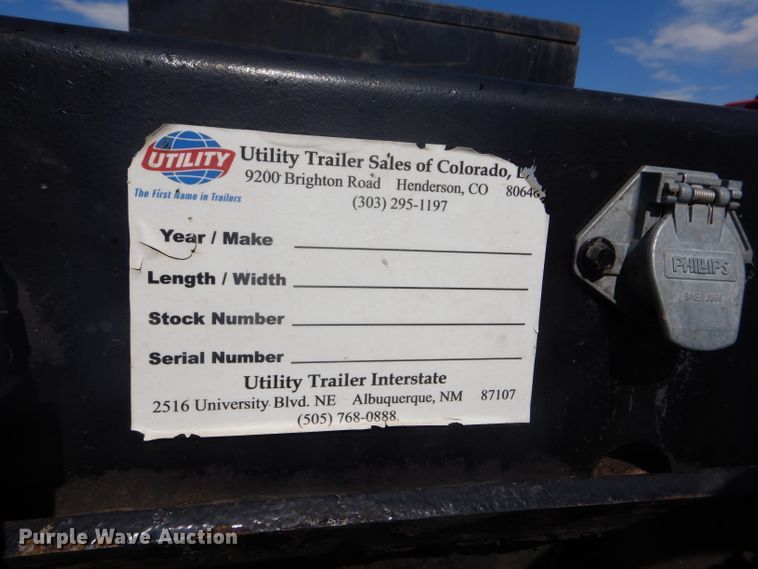 UTILITY
The First Name in Trailers
Utility Trailer Sales of Colorado,
9200 Brighton Road Henderson, CO
(303) 295-1197
Year / Make
Length / Width
Stock Number
Serial Number
Utility Trailer Interstate
2516 University Blvd. NE Albuquerque, NM 87107
(505) 768-0888
PHILLIPS
SAE J560
Purple Wave Auction